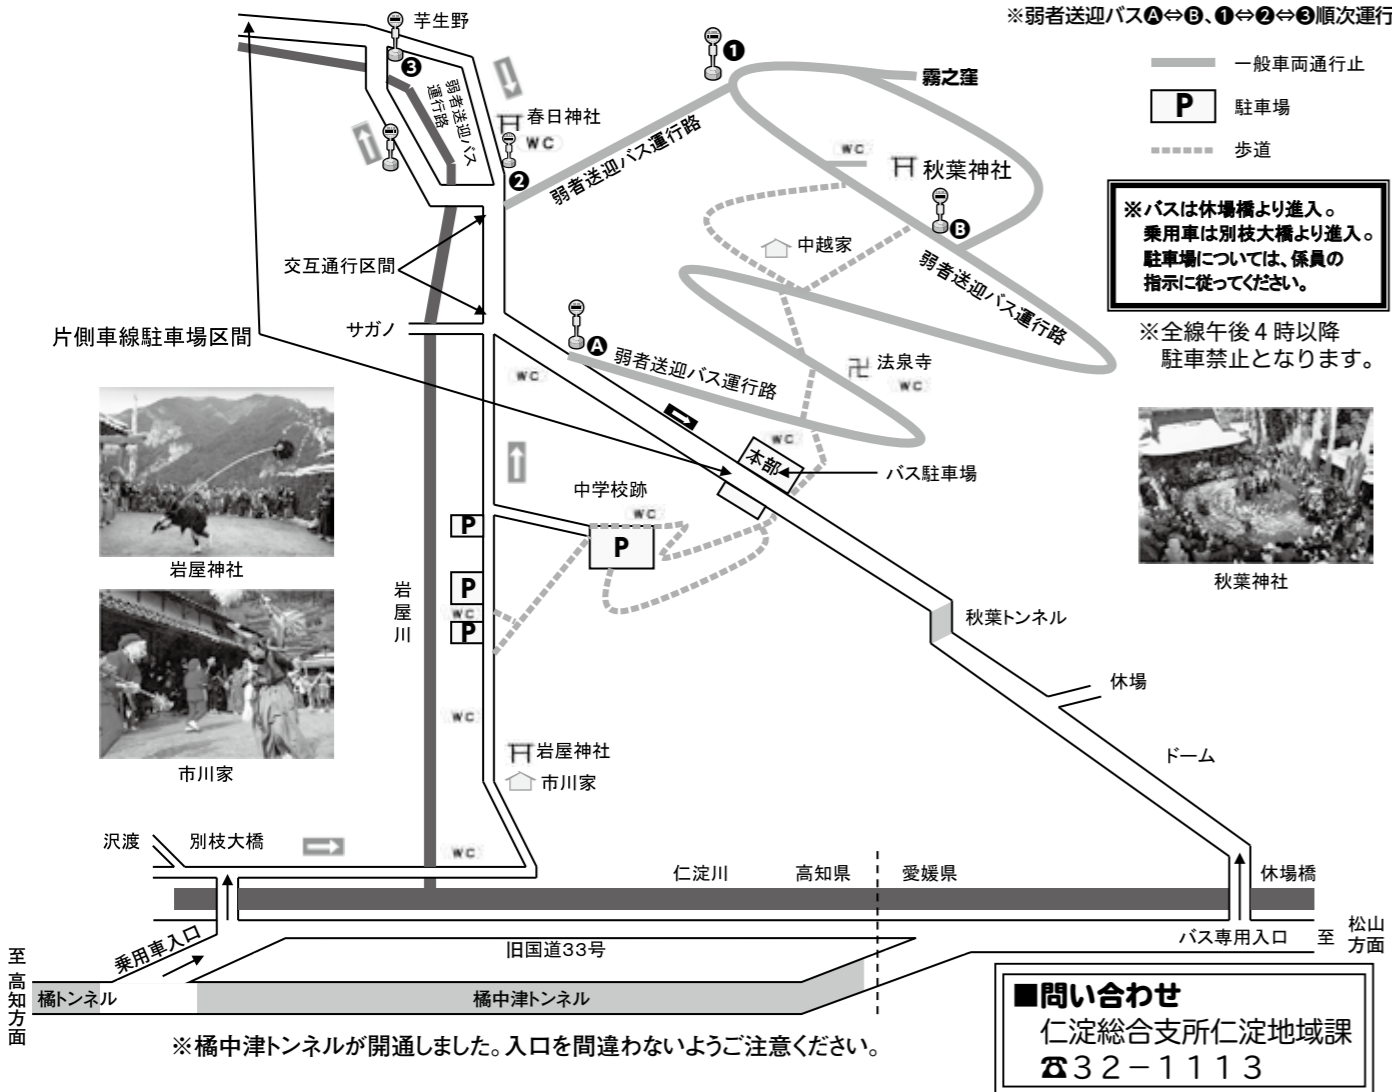 ※弱者送迎バスⒶ⇔Ⓑ、❶⇔❷⇔❸順次運行
一般車両通行止
P 駐車場
歩道
※バスは休場橋より進入。
乗用車は別枝大橋より進入。
駐車場については、係員の
指示に従ってください。
※全線午後4時以降
駐車禁止となります。
芋生野
❸
弱者送迎バス
運行路
春日神社
WC
❷
❶
弱者送迎バス運行路
霧之窪
WC
秋葉神社
Ⓑ
中越家
弱者送迎バス運行路
交互通行区間
サガノ
片側車線駐車場区間
Ⓐ
弱者送迎バス運行路
WC
卍 法泉寺
WC
WC
本部
バス駐車場
中学校跡
WC
P
P
P
WC
P
岩屋川
WC
岩屋神社
市川家
岩屋神社
市川家
秋葉神社
秋葉トンネル
休場
ドーム
沢渡
別枝大橋
WC
仁淀川
高知県
愛媛県
休場橋
乗用車入口
旧国道33号
バス専用入口
至 松山方面
至 高知方面
橘トンネル
橘中津トンネル
※橘中津トンネルが開通しました。入口を間違わないようご注意ください。
■問い合わせ
仁淀総合支所仁淀地域課
☎32−1113